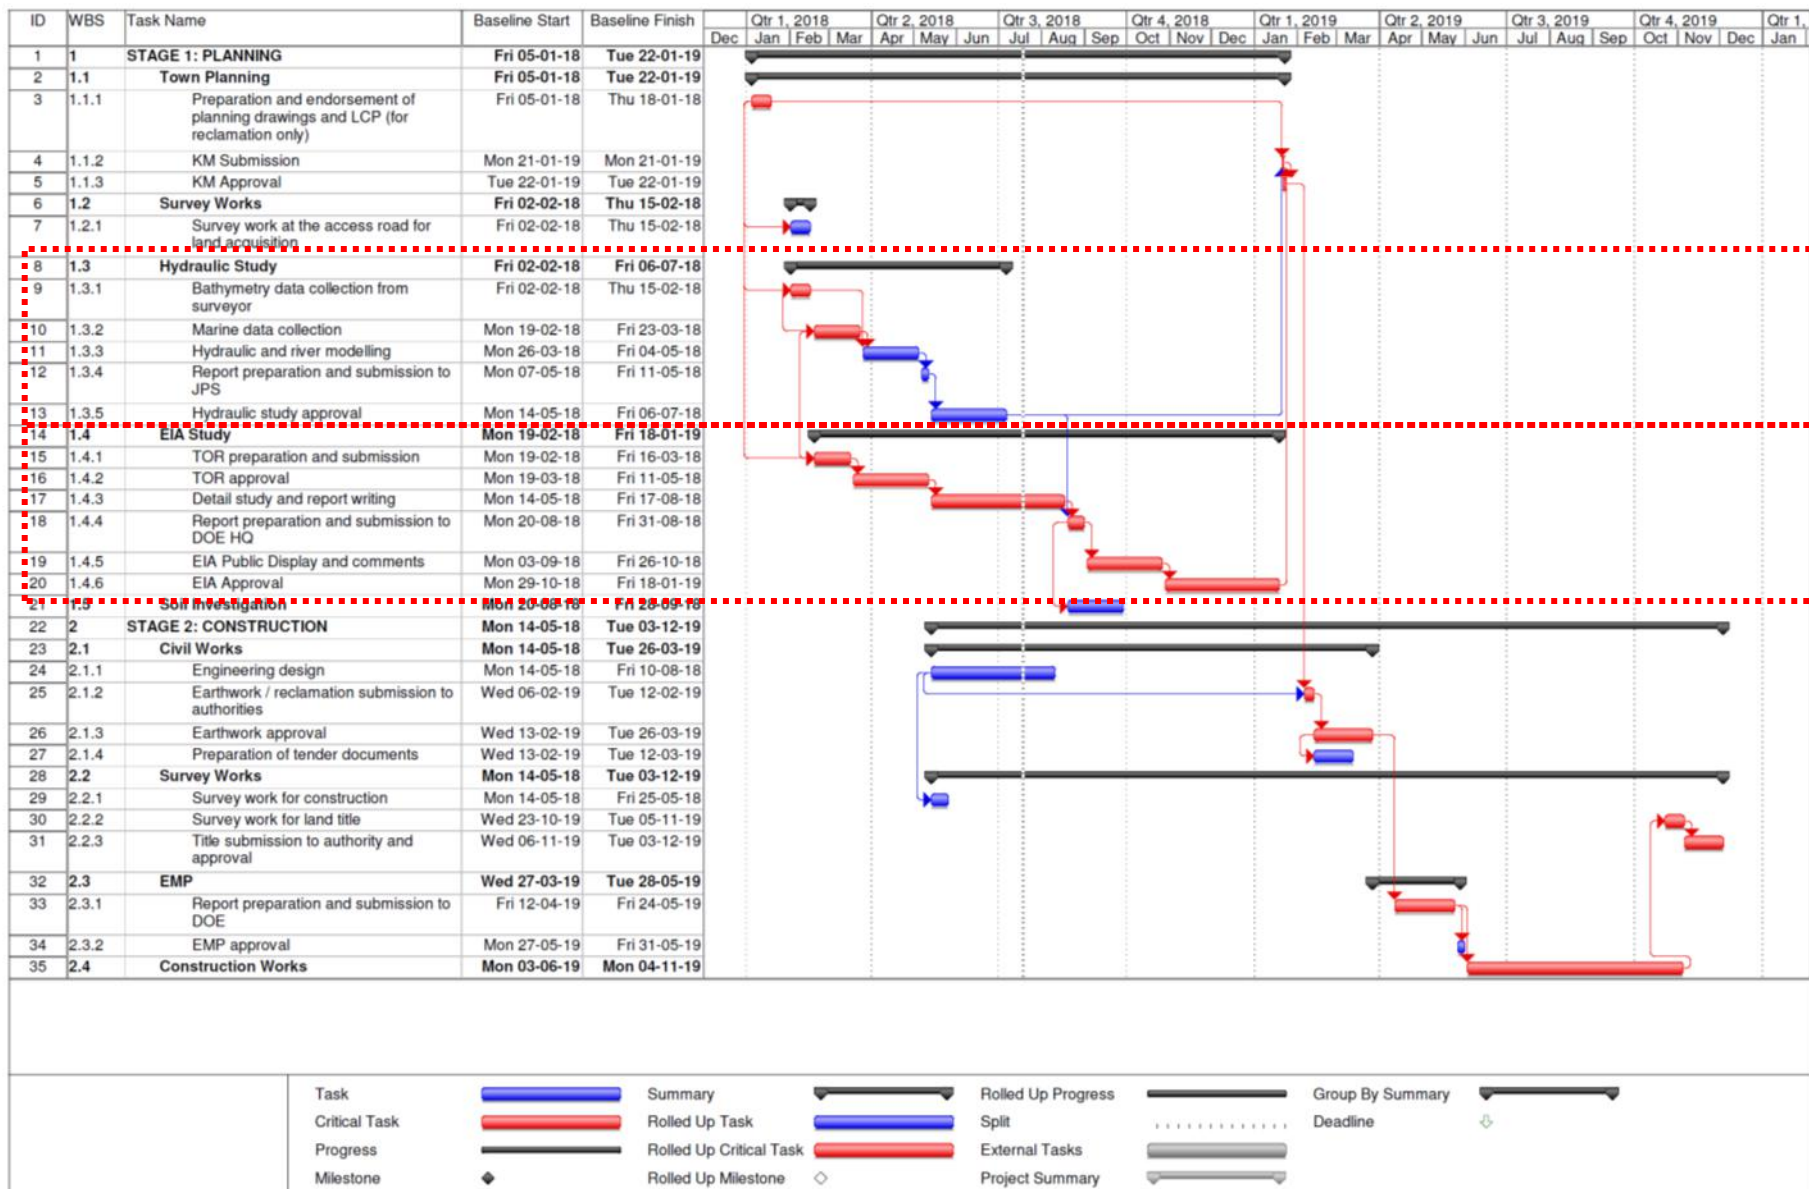 ID WBS Task Name Baseline Start Baseline Finish Qtr 1, 2018 Qtr 2, 2018 Qtr 3, 2018 Qtr 4, 2018 Qtr 1, 2019 Qtr 2, 2019 Qtr 3, 2019 Qtr 4, 2019 Qtr 1,
Dec Jan Feb Mar Apr May Jun Jul Aug Sep Oct Nov Dec Jan Feb Mar Apr May Jun Jul Aug Sep Oct Nov Dec Jan
1 1 STAGE 1: PLANNING Fri 05-01-18 Tue 22-01-19
2 1.1 Town Planning Fri 05-01-18 Tue 22-01-19
3 1.1.1 Preparation and endorsement of Fri 05-01-18 Thu 18-01-18
planning drawings and LCP (for
reclamation only)
4 1.1.2 KM Submission Mon 21-01-19 Mon 21-01-19
5 1.1.3 KM Approval Tue 22-01-19 Tue 22-01-19
6 1.2 Survey Works Fri 02-02-18 Thu 15-02-18
7 1.2.1 Survey work at the access road for Fri 02-02-18 Thu 15-02-18
land acquisition
8 1.3 Hydraulic Study Fri 02-02-18 Fri 06-07-18
9 1.3.1 Bathymetry data collection from Fri 02-02-18 Thu 15-02-18
surveyor
10 1.3.2 Marine data collection Mon 19-02-18 Fri 23-03-18
11 1.3.3 Hydraulic and river modelling Mon 26-03-18 Fri 04-05-18
12 1.3.4 Report preparation and submission to Mon 07-05-18 Fri 11-05-18
JPS
13 1.3.5 Hydraulic study approval Mon 14-05-18 Fri 06-07-18
14 1.4 EIA Study Mon 19-02-18 Fri 18-01-19
15 1.4.1 TOR preparation and submission Mon 19-02-18 Fri 16-03-18
16 1.4.2 TOR approval Mon 19-03-18 Fri 11-05-18
17 1.4.3 Detail study and report writing Mon 14-05-18 Fri 17-08-18
18 1.4.4 Report preparation and submission to Mon 20-08-18 Fri 31-08-18
DOE HQ
19 1.4.5 EIA Public Display and comments Mon 03-09-18 Fri 26-10-18
20 1.4.6 EIA Approval Mon 29-10-18 Fri 18-01-19
21 1.5 Soil Investigation Mon 20-08-18 Fri 28-09-18
22 2 STAGE 2: CONSTRUCTION Mon 14-05-18 Tue 03-12-19
23 2.1 Civil Works Mon 14-05-18 Tue 26-03-19
24 2.1.1 Engineering design Mon 14-05-18 Fri 10-08-18
25 2.1.2 Earthwork / reclamation submission to Wed 06-02-19 Tue 12-02-19
authorities
26 2.1.3 Earthwork approval Wed 13-02-19 Tue 26-03-19
27 2.1.4 Preparation of tender documents Wed 13-02-19 Tue 12-03-19
28 2.2 Survey Works Mon 14-05-18 Tue 03-12-19
29 2.2.1 Survey work for construction Mon 14-05-18 Fri 25-05-18
30 2.2.2 Survey work for land title Wed 23-10-19 Tue 05-11-19
31 2.2.3 Title submission to authority and Wed 06-11-19 Tue 03-12-19
approval
32 2.3 EMP Wed 27-03-19 Tue 28-05-19
33 2.3.1 Report preparation and submission to Fri 12-04-19 Fri 24-05-19
DOE
34 2.3.2 EMP approval Mon 27-05-19 Fri 31-05-19
35 2.4 Construction Works Mon 03-06-19 Mon 04-11-19
Task Summary Rolled Up Progress Group By Summary
Critical Task Rolled Up Task Split Deadline
Progress Rolled Up Critical Task External Tasks
Milestone Rolled Up Milestone Project Summary